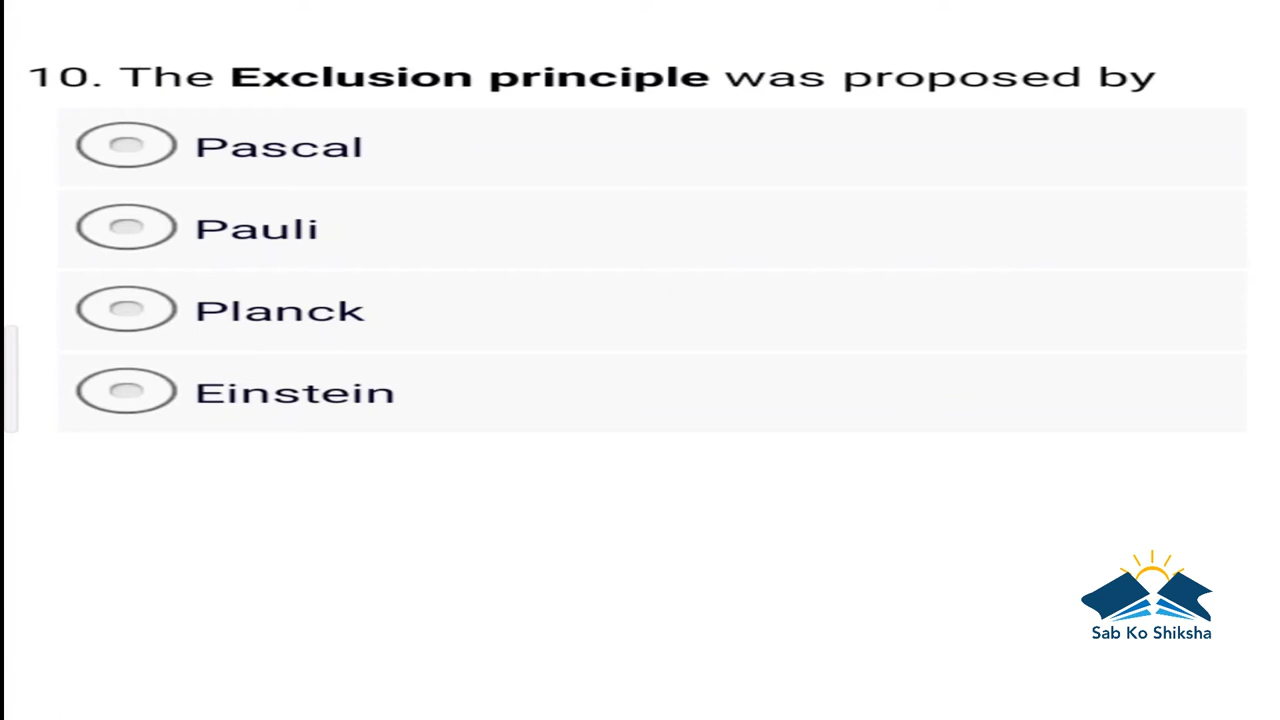 10. The Exclusion principle was proposed by
Pascal
Pauli
Planck
Einstein
Sab Ko Shiksha